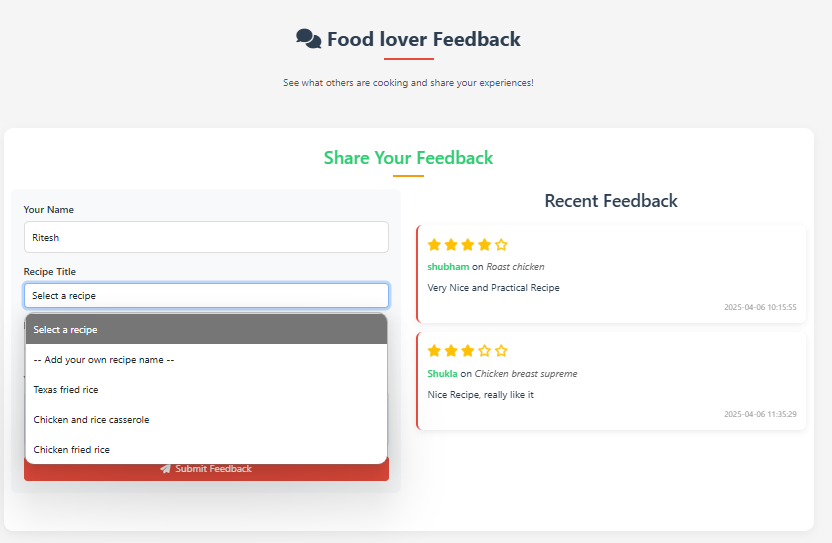 Food lover Feedback
See what others are cooking and share your experiences!
Share Your Feedback
Your Name
Ritesh
Recipe Title
Select a recipe
Select a recipe
-- Add your own recipe name --
Texas fried rice
Chicken and rice casserole
Chicken fried rice
Submit Feedback
Recent Feedback
shubham on Roast chicken
Very Nice and Practical Recipe
2025-04-06 10:15:55
Shukla on Chicken breast supreme
Nice Recipe, really like it
2025-04-06 11:35:29